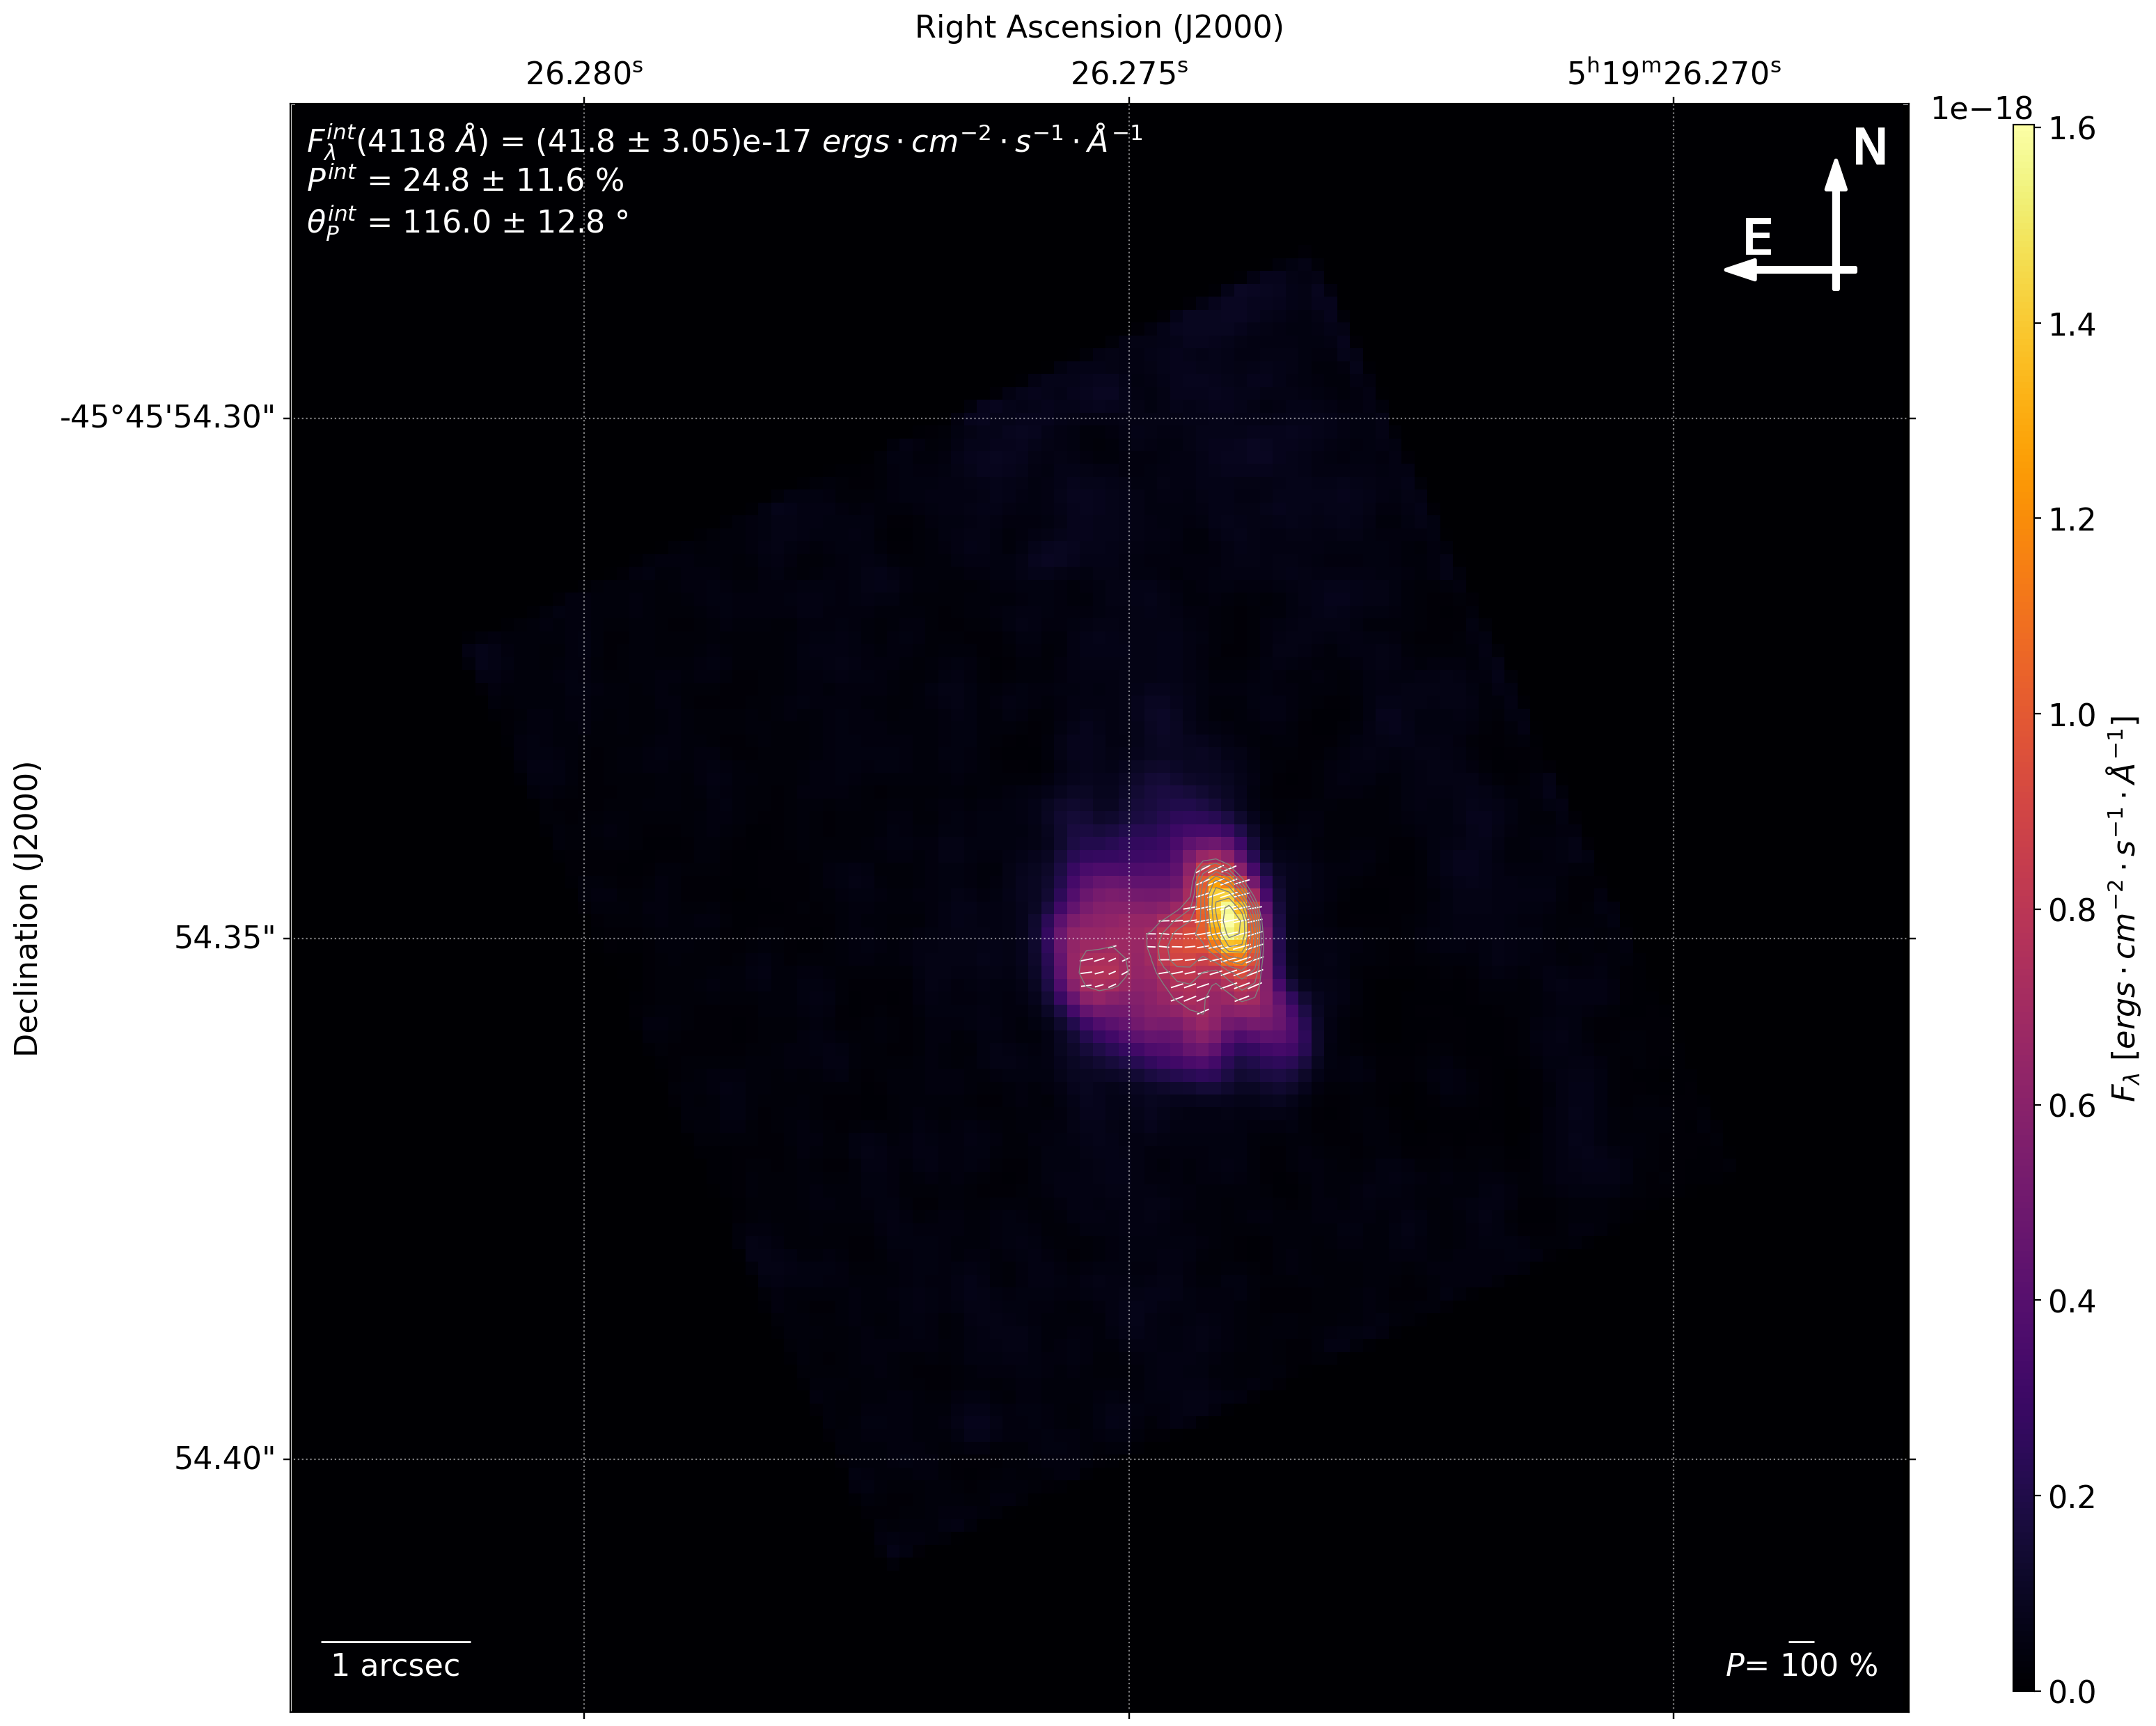 Right Ascension (J2000)
26.280ˢ 26.275ˢ 5ʰ19ᵐ26.270ˢ
1e−18
F_λ^int(4118 Å) = (41.8 ± 3.05)e-17 ergs · cm⁻² · s⁻¹ · Å⁻¹
P^int = 24.8 ± 11.6 %
θ_P^int = 116.0 ± 12.8 °
N
E
-45°45'54.30"
54.35"
54.40"
Declination (J2000)
1 arcsec
P= 100 %
1.6
1.4
1.2
1.0
0.8
0.6
0.4
0.2
0.0
F_λ [ergs · cm⁻² · s⁻¹ · Å⁻¹]